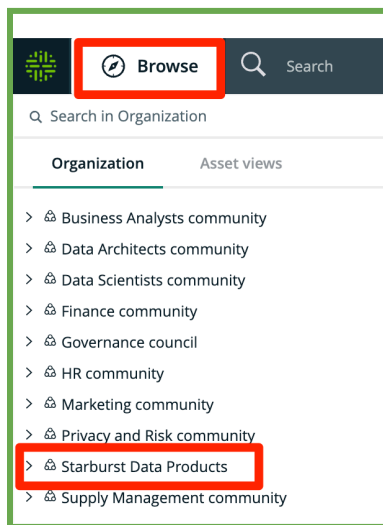 Browse Search
Search in Organization
Organization Asset views
Business Analysts community
Data Architects community
Data Scientists community
Finance community
Governance council
HR community
Marketing community
Privacy and Risk community
Starburst Data Products
Supply Management community